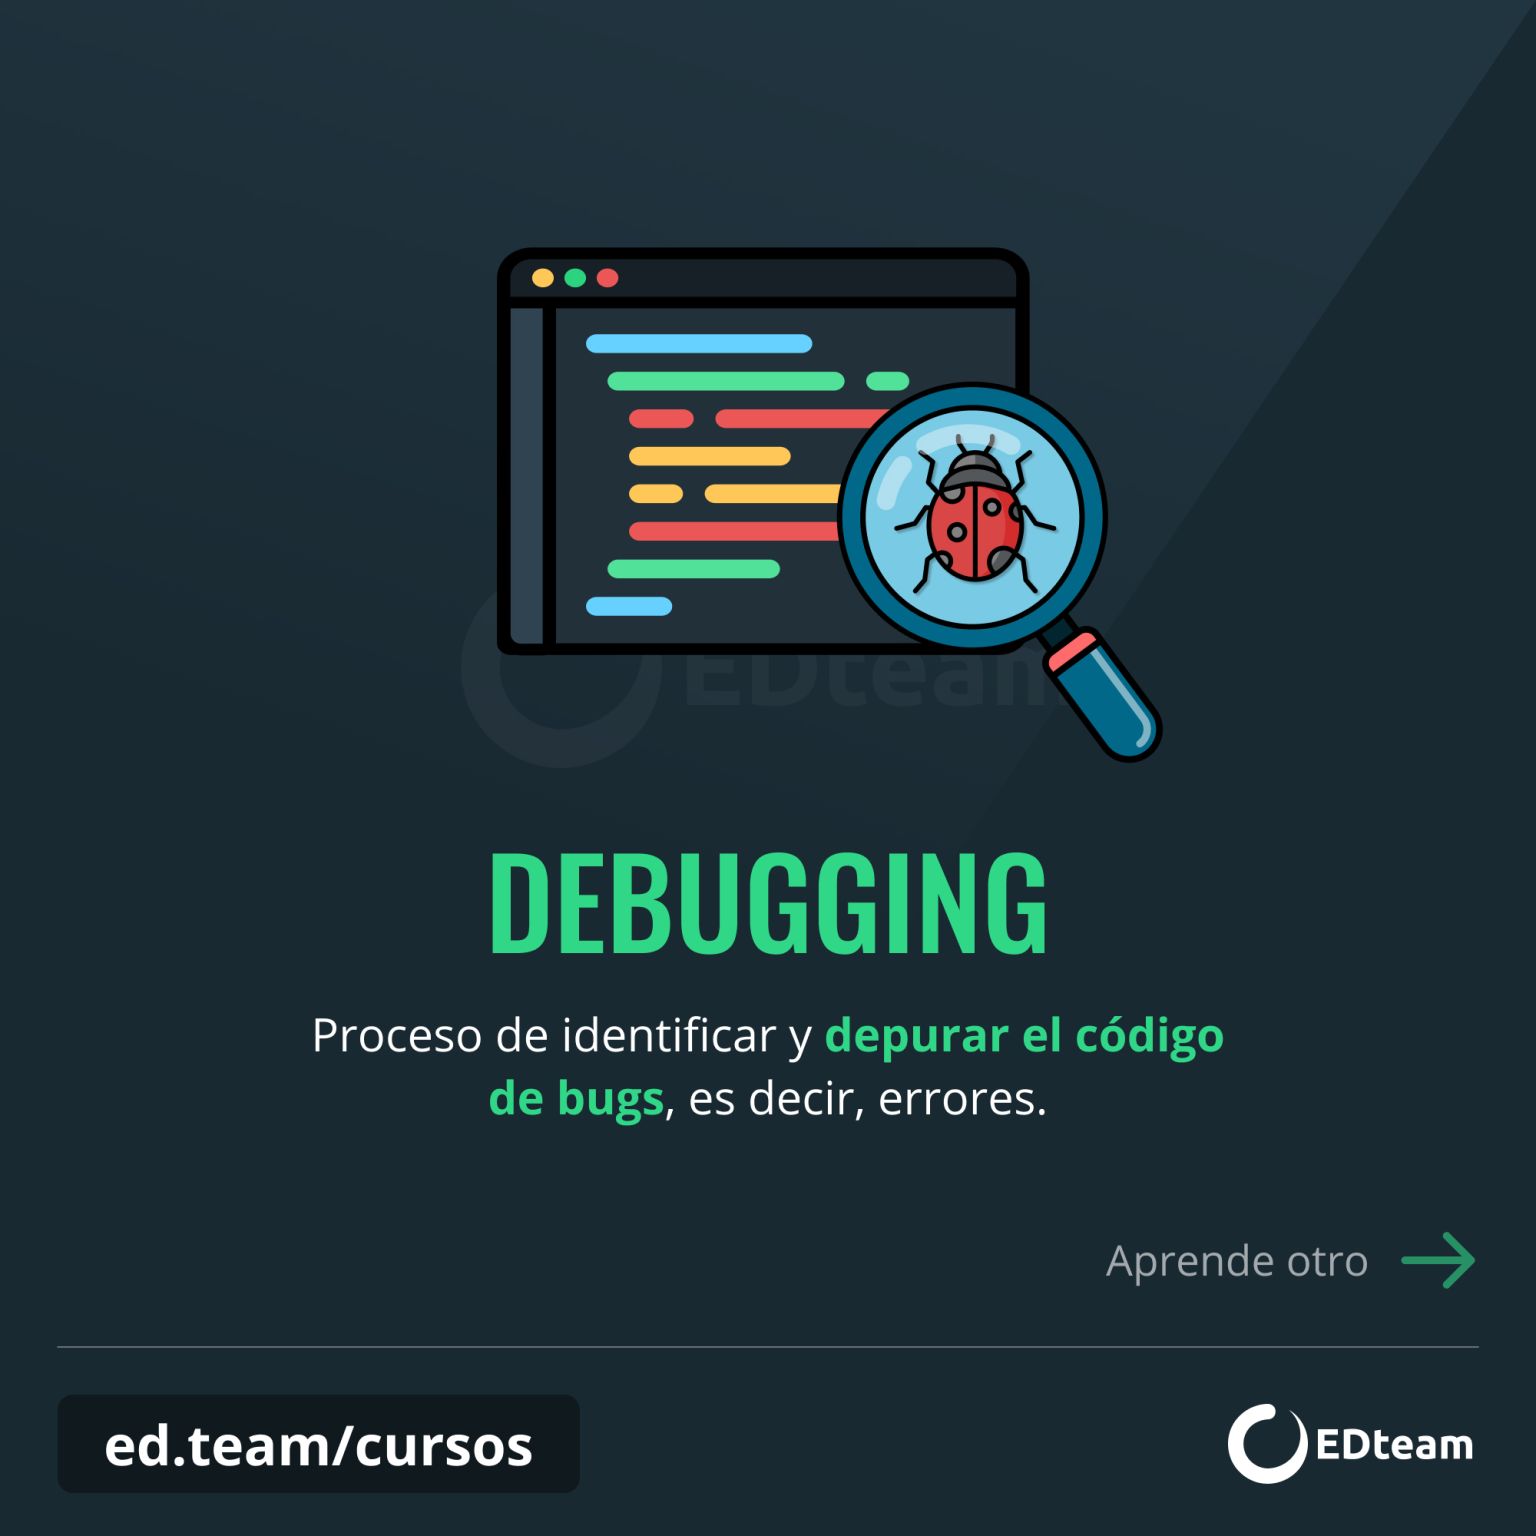 EDteam
DEBUGGING
Proceso de identificar y depurar el código
de bugs, es decir, errores.
Aprende otro
ed.team/cursos
EDteam